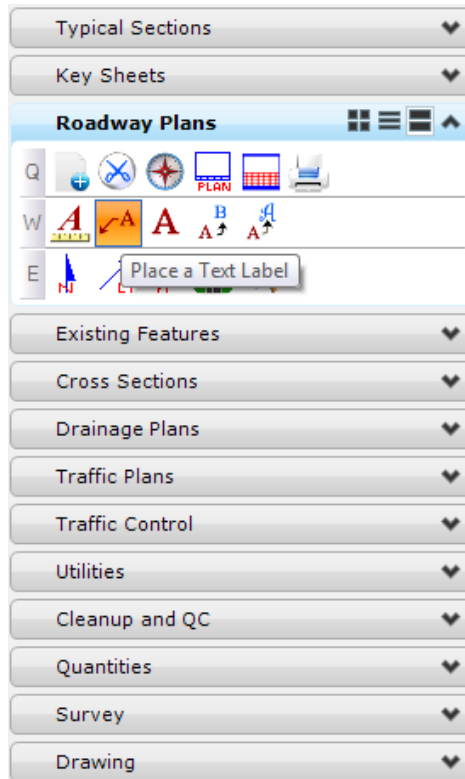 Typical Sections
Key Sheets
Roadway Plans
Q
PLAN
W A A A A B A A
E Place a Text Label
Existing Features
Cross Sections
Drainage Plans
Traffic Plans
Traffic Control
Utilities
Cleanup and QC
Quantities
Survey
Drawing